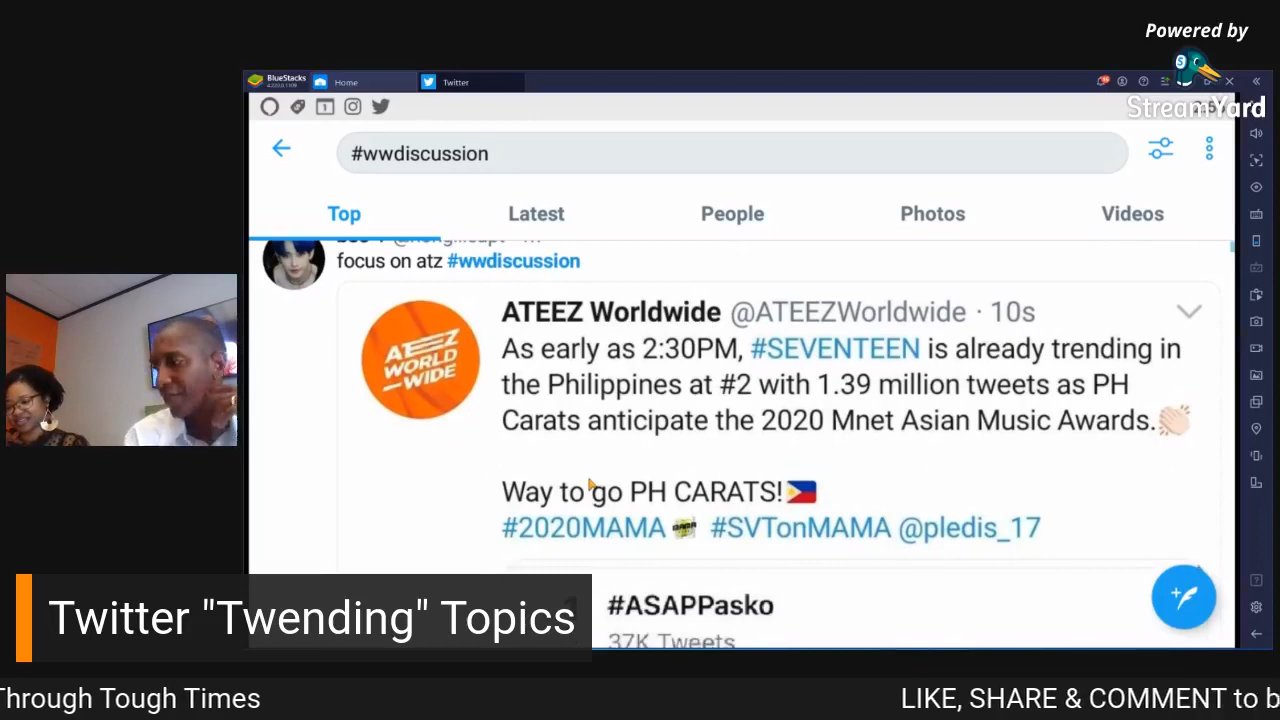 Powered by
StreamYard
BlueStacks
Home
Twitter
#wwdiscussion
Top
Latest
People
Photos
Videos
focus on atz #wwdiscussion
ATEEZ Worldwide @ATEEZWorldwide · 10s
As early as 2:30PM, #SEVENTEEN is already trending in
the Philippines at #2 with 1.39 million tweets as PH
Carats anticipate the 2020 Mnet Asian Music Awards.👏🏻
Way to go PH CARATS!🇵🇭
#2020MAMA #SVTonMAMA @pledis_17
ATEEZ
WORLD
WIDE
#ASAPPasko
37K Tweets
Twitter "Twending" Topics
Through Tough Times
LIKE, SHARE & COMMENT to b